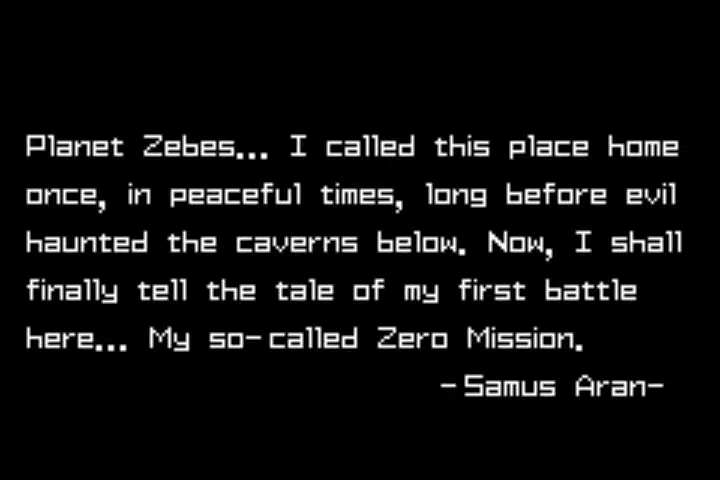 Planet Zebes... I called this place home
once, in peaceful times, long before evil
haunted the caverns below. Now, I shall
finally tell the tale of my first battle
here... My so-called Zero Mission.
-Samus Aran-